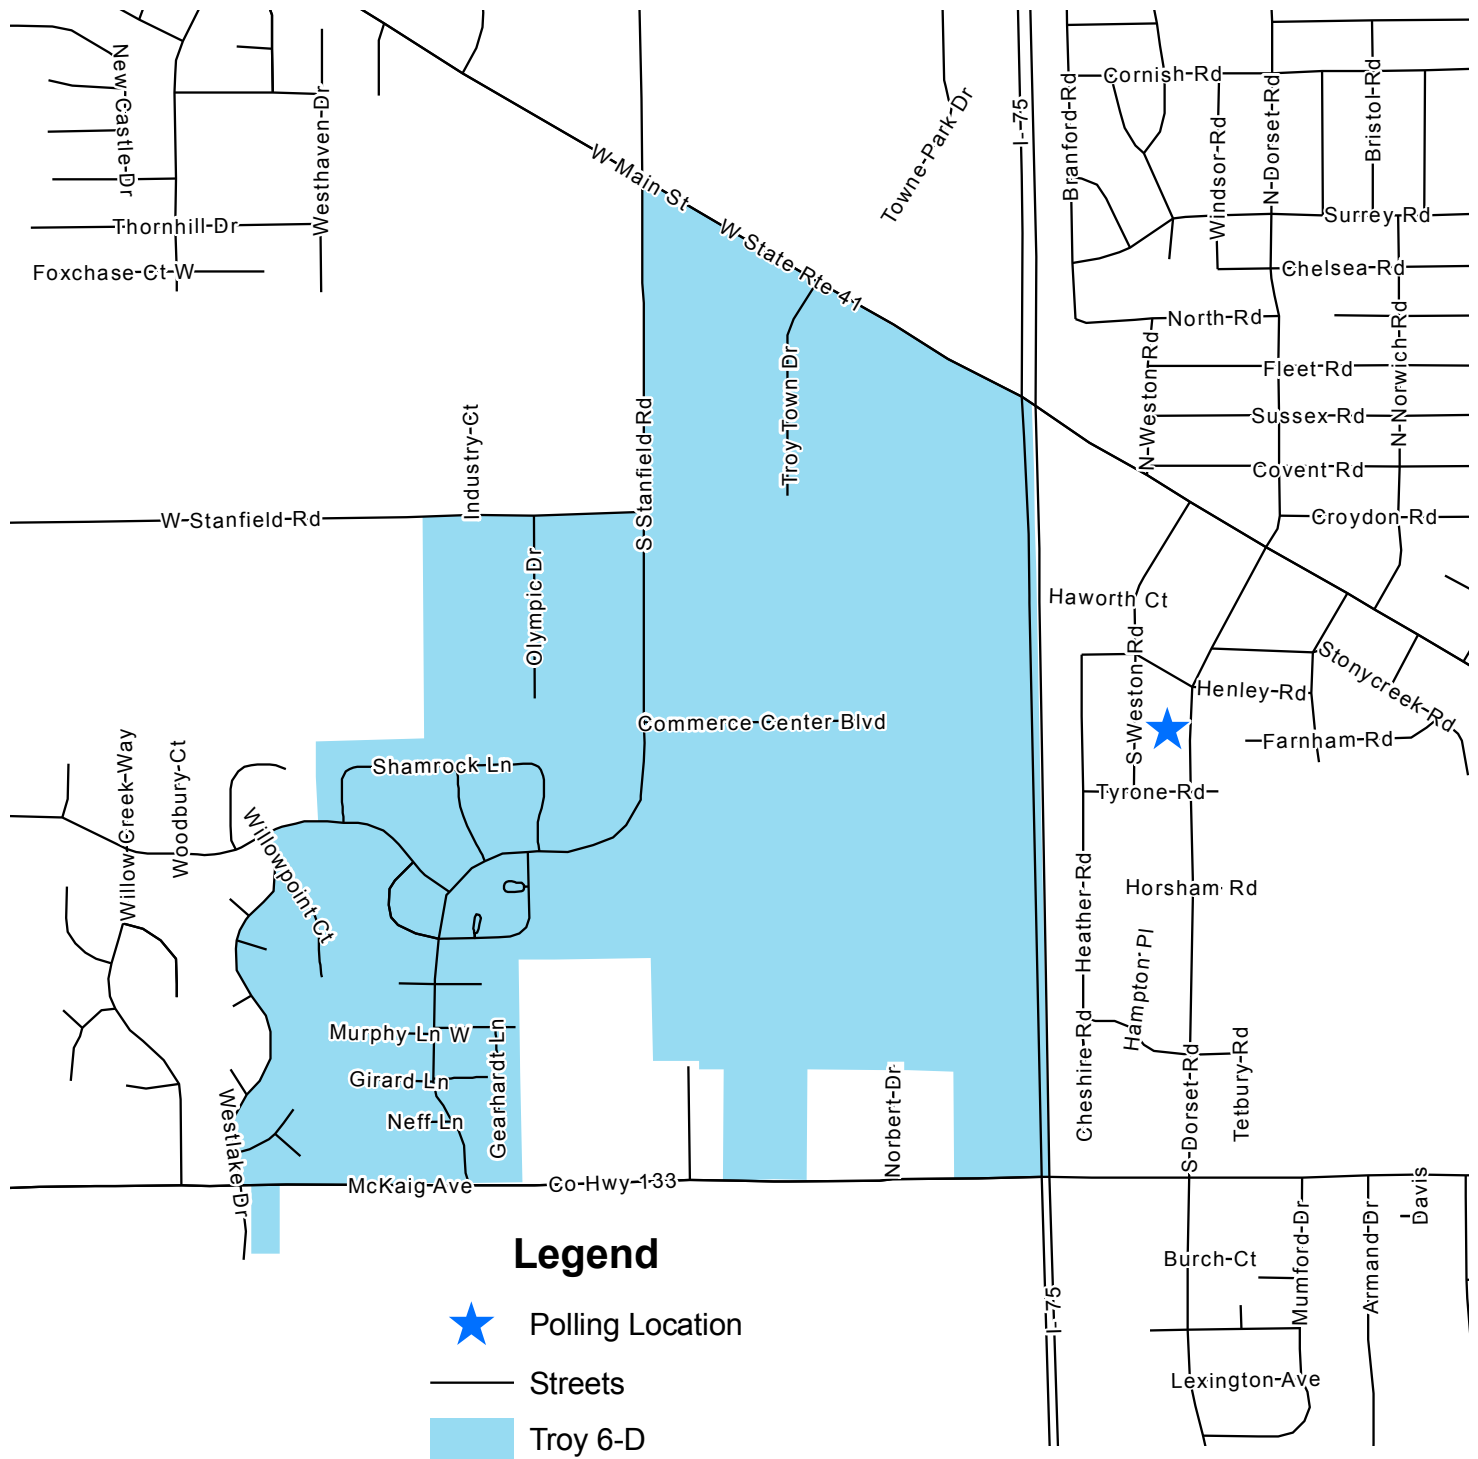 New Castle Dr
Westhaven Dr
Thornhill Dr
Foxchase Ct W
W Main St
W State Rte 41
Towne Park Dr
I- 75
Branford Rd
Cornish Rd
Windsor Rd
N Dorset Rd
Bristol Rd
Surrey Rd
Chelsea Rd
North Rd
N Weston Rd
Fleet Rd
N Norwich Rd
Sussex Rd
Covent Rd
Croydon Rd
Troy Town Dr
Industry Ct
S Stanfield Rd
W Stanfield Rd
Olympic Dr
Haworth Ct
S Weston Rd
Stonycreek Rd
Henley Rd
Farnham Rd
Commerce Center Blvd
Shamrock Ln
Willow Creek Way
Woodbury Ct
Willowpoint Ct
Tyrone Rd
Heather Rd
Horsham Rd
Hampton Pl
Cheshire Rd
S Dorset Rd
Tetbury Rd
Murphy Ln W
Gearhardt Ln
Girard Ln
Neff Ln
Norbert Dr
Westlake Dr
McKaig Ave
Co Hwy 133
Davis
Burch Ct
Mumford Dr
Armand Dr
I- 75
Lexington Ave
Legend
Polling Location
Streets
Troy 6-D